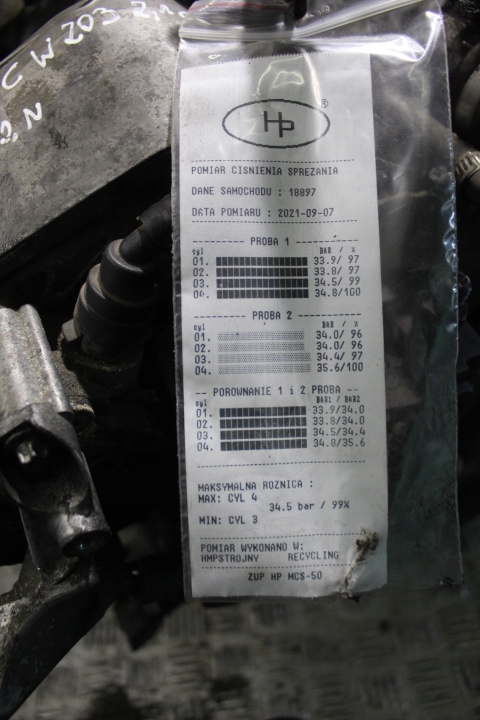 C W203 2,1
2,N
HP
®
POMIAR CISNIENIA SPREZANIA
DANE SAMOCHODU : 18897
DATA POMIARU : 2021-09-07
PROBA 1
cyl BAR / %
01. 33.9/ 97
02. 33.8/ 97
03. 34.5/ 99
04. 34.8/100
PROBA 2
cyl BAR / %
01. 34.0/ 96
02. 34.0/ 96
03. 34.4/ 97
04. 35.6/100
-- POROWNANIE 1 i 2 PROBA --
cyl BAR1 / BAR2
01. 33.9/34.0
02. 33.8/34.0
03. 34.5/34.4
04. 34.8/35.6
MAKSYMALNA ROZNICA :
MAX: CYL 4
34.5 bar / 99%
MIN: CYL 3
POMIAR WYKONANO W:
HMPSTROJNY RECYCLING
ZUP HP MCS-50